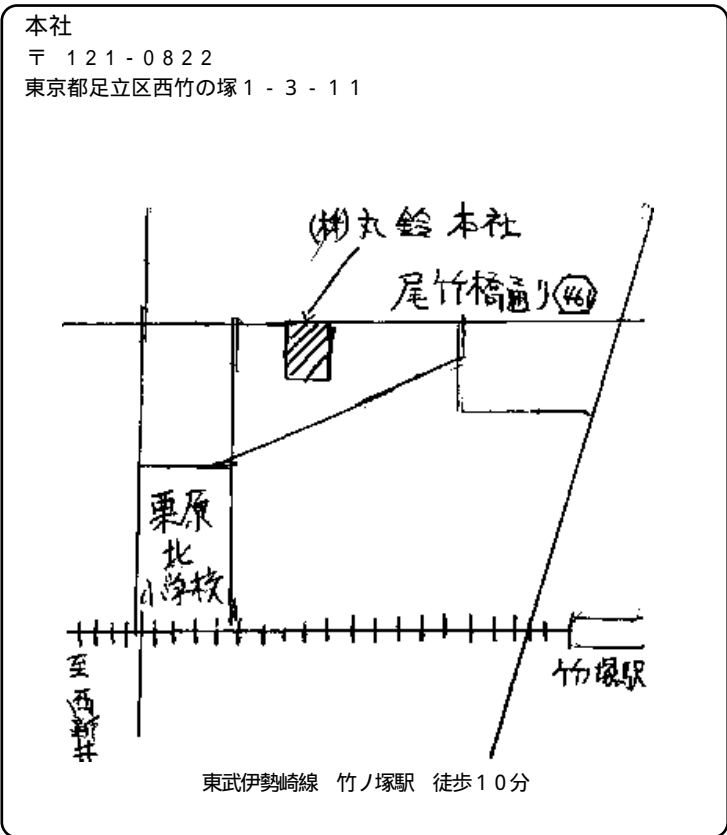 本社
〒 121-0822
東京都足立区西竹の塚1-3-11
(株)丸鈴 本社
尾竹橋通り 461
栗原
北
小学校
至西新井
竹の塚駅
東武伊勢崎線 竹ノ塚駅 徒歩10分